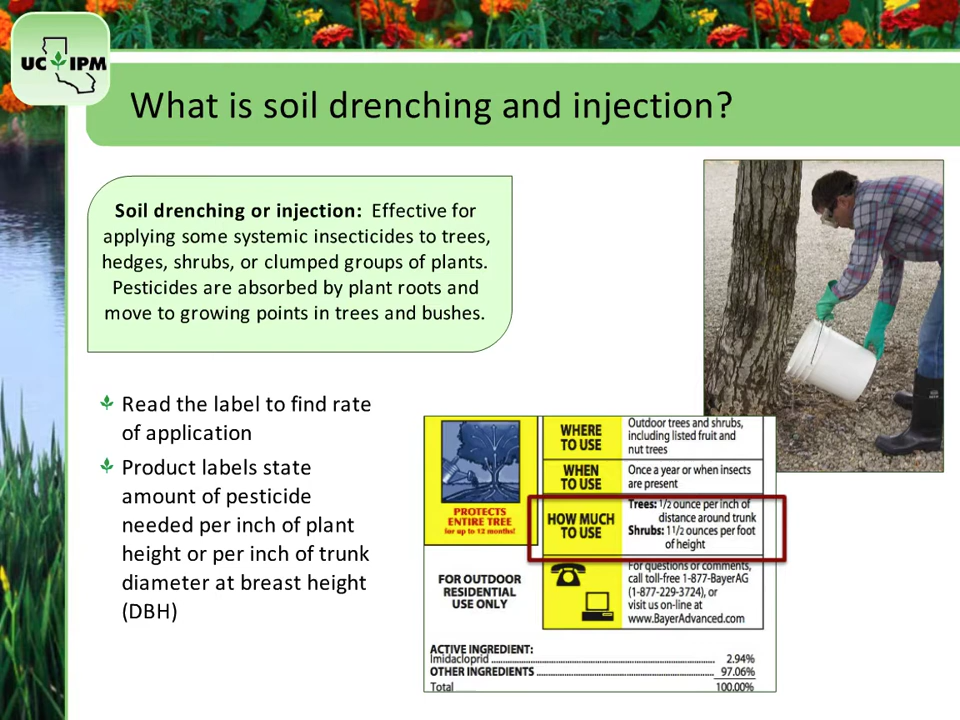 UC IPM
What is soil drenching and injection?
Soil drenching or injection: Effective for
applying some systemic insecticides to trees,
hedges, shrubs, or clumped groups of plants.
Pesticides are absorbed by plant roots and
move to growing points in trees and bushes.
Read the label to find rate
of application
Product labels state
amount of pesticide
needed per inch of plant
height or per inch of trunk
diameter at breast height
(DBH)
PROTECTS
ENTIRE TREE
for up to 12 months!
FOR OUTDOOR
RESIDENTIAL
USE ONLY
WHERE
TO USE
Outdoor trees and shrubs,
including listed fruit and
nut trees
WHEN
TO USE
Once a year or when insects
are present
HOW MUCH
TO USE
Trees: 1/2 ounce per inch of
distance around trunk
Shrubs: 1 1/2 ounces per foot
of height
For questions or comments,
call toll-free 1-877-BayerAG
(1-877-229-3724), or
visit us on-line at
www.BayerAdvanced.com
ACTIVE INGREDIENT:
Imidacloprid ........ 2.94%
OTHER INGREDIENTS ........ 97.06%
Total 100.00%